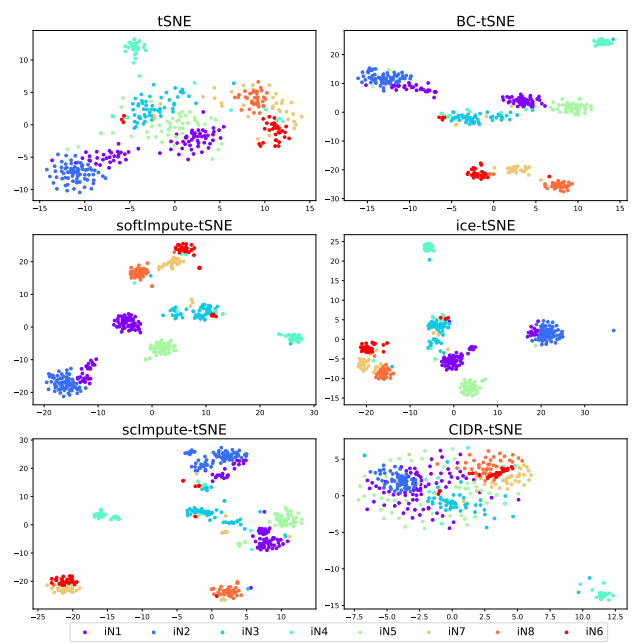 tSNE
10
5
0
−5
−10
−15 −10 −5 0 5 10 15
BC-tSNE
20
10
0
−10
−20
−30
−15 −10 −5 0 5 10 15
softImpute-tSNE
20
10
0
−10
−20
−20 −10 0 10 20 30
ice-tSNE
25
20
15
10
5
0
−5
−10
−15
−20 −10 0 10 20 30
scImpute-tSNE
30
20
10
0
−10
−20
−25 −20 −15 −10 −5 0 5 10
CIDR-tSNE
5
0
−5
−10
−15
−7.5 −5.0 −2.5 0.0 2.5 5.0 7.5 10.0 12.5
iN1 iN2 iN3 iN4 iN5 iN7 iN8 iN6